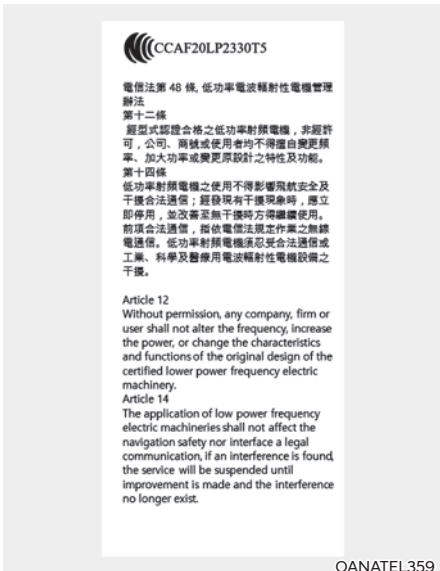 CCAF20LP2330T5
電信法第 48 條, 低功率電波輻射性電機管理
辦法
第十二條
經型式認證合格之低功率射頻電機，非經許
可，公司、商號或使用者均不得擅自變更頻
率、加大功率或變更原設計之特性及功能。
第十四條
低功率射頻電機之使用不得影響飛航安全及
干擾合法通信；經發現有干擾現象時，應立
即停用，並改善至無干擾時方得繼續使用。
前項合法通信，指依電信法規定作業之無線
電通信。低功率射頻電機須忍受合法通信或
工業、科學及醫療用電波輻射性電機設備之
干擾。
Article 12
Without permission, any company, firm or
user shall not alter the frequency, increase
the power, or change the characteristics
and functions of the original design of the
certified lower power frequency electric
machinery.
Article 14
The application of low power frequency
electric machineries shall not affect the
navigation safety nor interface a legal
communication, if an interference is found,
the service will be suspended until
improvement is made and the interference
no longer exist.
OANATEL359